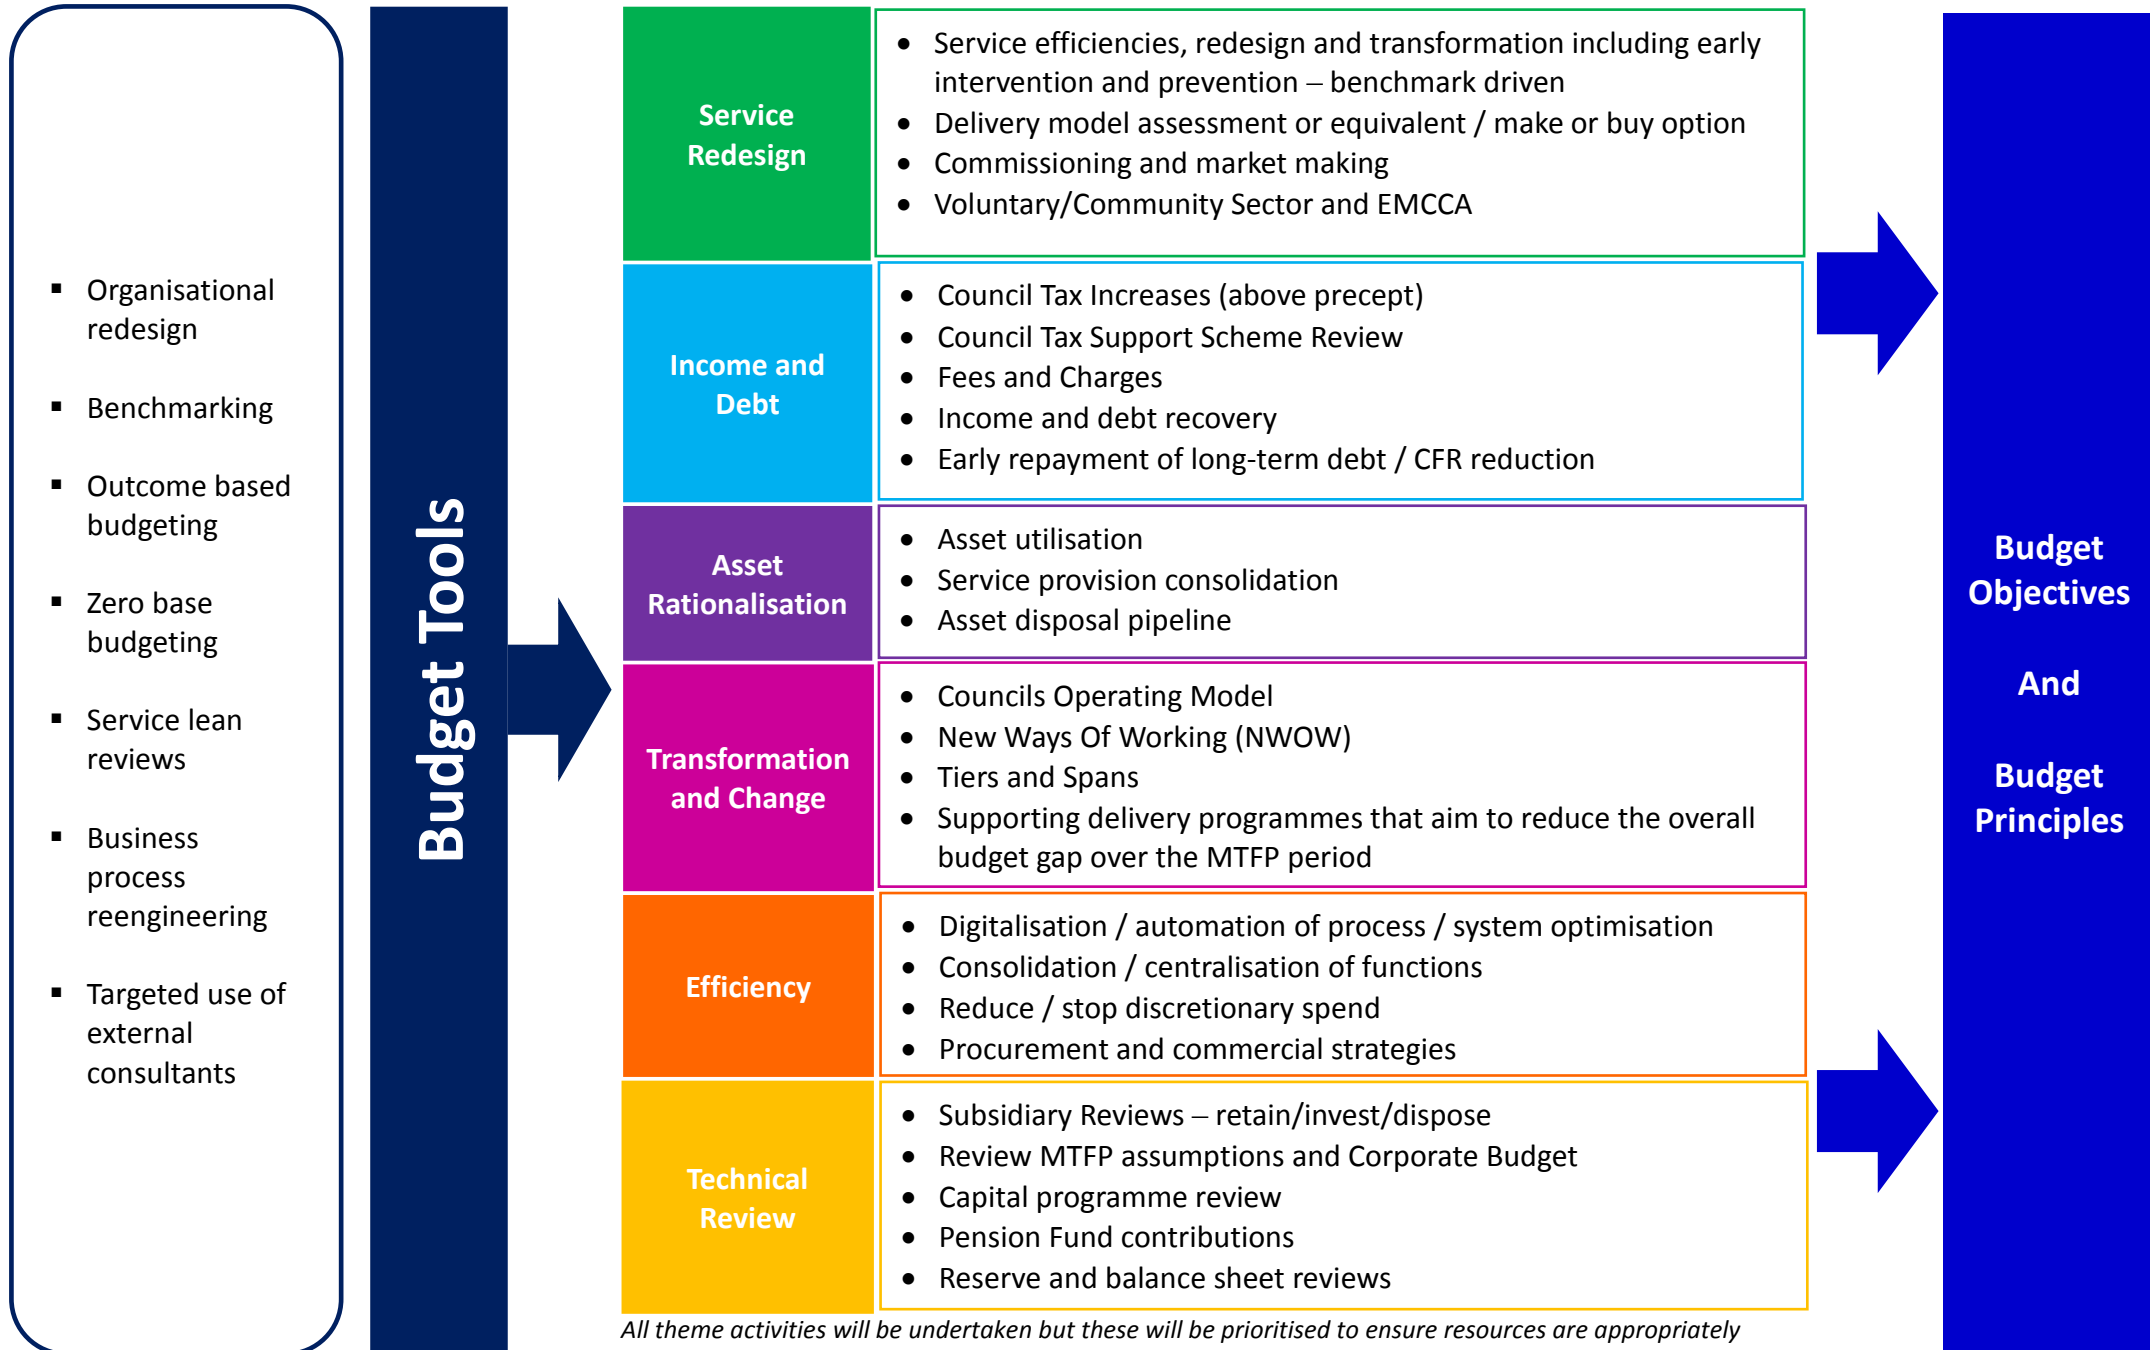 ▪ Organisational
redesign
▪ Benchmarking
▪ Outcome based
budgeting
▪ Zero base
budgeting
▪ Service lean
reviews
▪ Business
process
reengineering
▪ Targeted use of
external
consultants
Budget Tools
Service
Redesign
• Service efficiencies, redesign and transformation including early
intervention and prevention – benchmark driven
• Delivery model assessment or equivalent / make or buy option
• Commissioning and market making
• Voluntary/Community Sector and EMCCA
Income and
Debt
• Council Tax Increases (above precept)
• Council Tax Support Scheme Review
• Fees and Charges
• Income and debt recovery
• Early repayment of long-term debt / CFR reduction
Asset
Rationalisation
• Asset utilisation
• Service provision consolidation
• Asset disposal pipeline
Transformation
and Change
• Councils Operating Model
• New Ways Of Working (NWOW)
• Tiers and Spans
• Supporting delivery programmes that aim to reduce the overall
budget gap over the MTFP period
Efficiency
• Digitalisation / automation of process / system optimisation
• Consolidation / centralisation of functions
• Reduce / stop discretionary spend
• Procurement and commercial strategies
Technical
Review
• Subsidiary Reviews – retain/invest/dispose
• Review MTFP assumptions and Corporate Budget
• Capital programme review
• Pension Fund contributions
• Reserve and balance sheet reviews
All theme activities will be undertaken but these will be prioritised to ensure resources are appropriately
Budget
Objectives
And
Budget
Principles